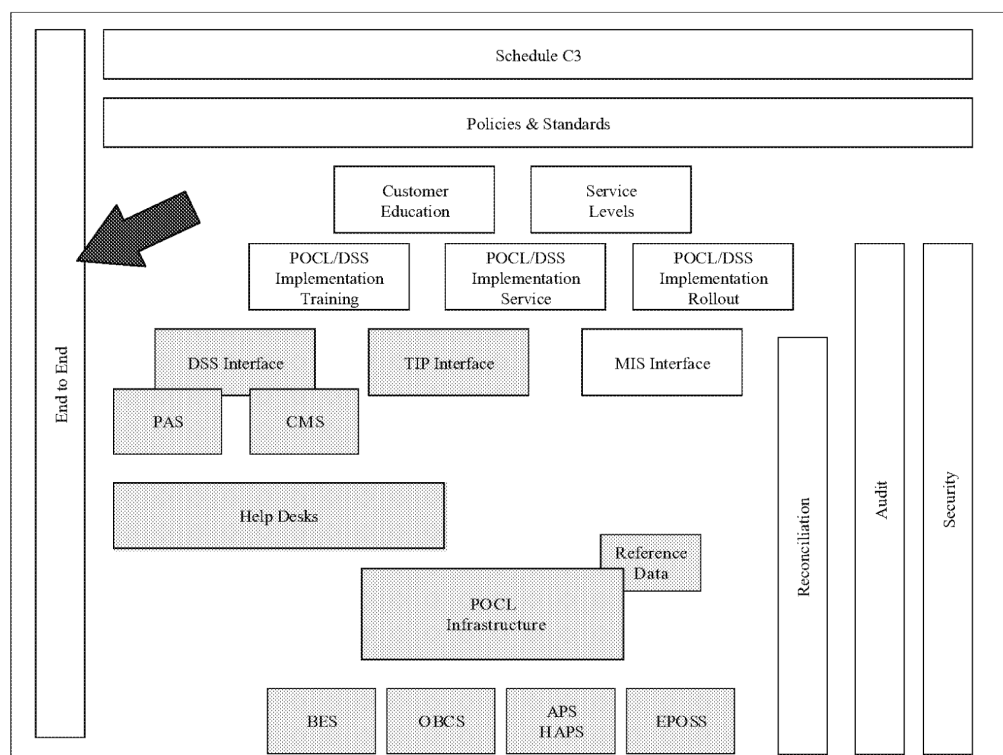 Schedule C3
Policies & Standards
Customer
Education
Service
Levels
POCL/DSS
Implementation
Training
POCL/DSS
Implementation
Service
POCL/DSS
Implementation
Rollout
DSS Interface
TIP Interface
MIS Interface
PAS
CMS
End to End
Help Desks
Reference
Data
POCL
Infrastructure
Reconciliation
Audit
Security
BES
OBCS
APS
HAPS
EPOSS